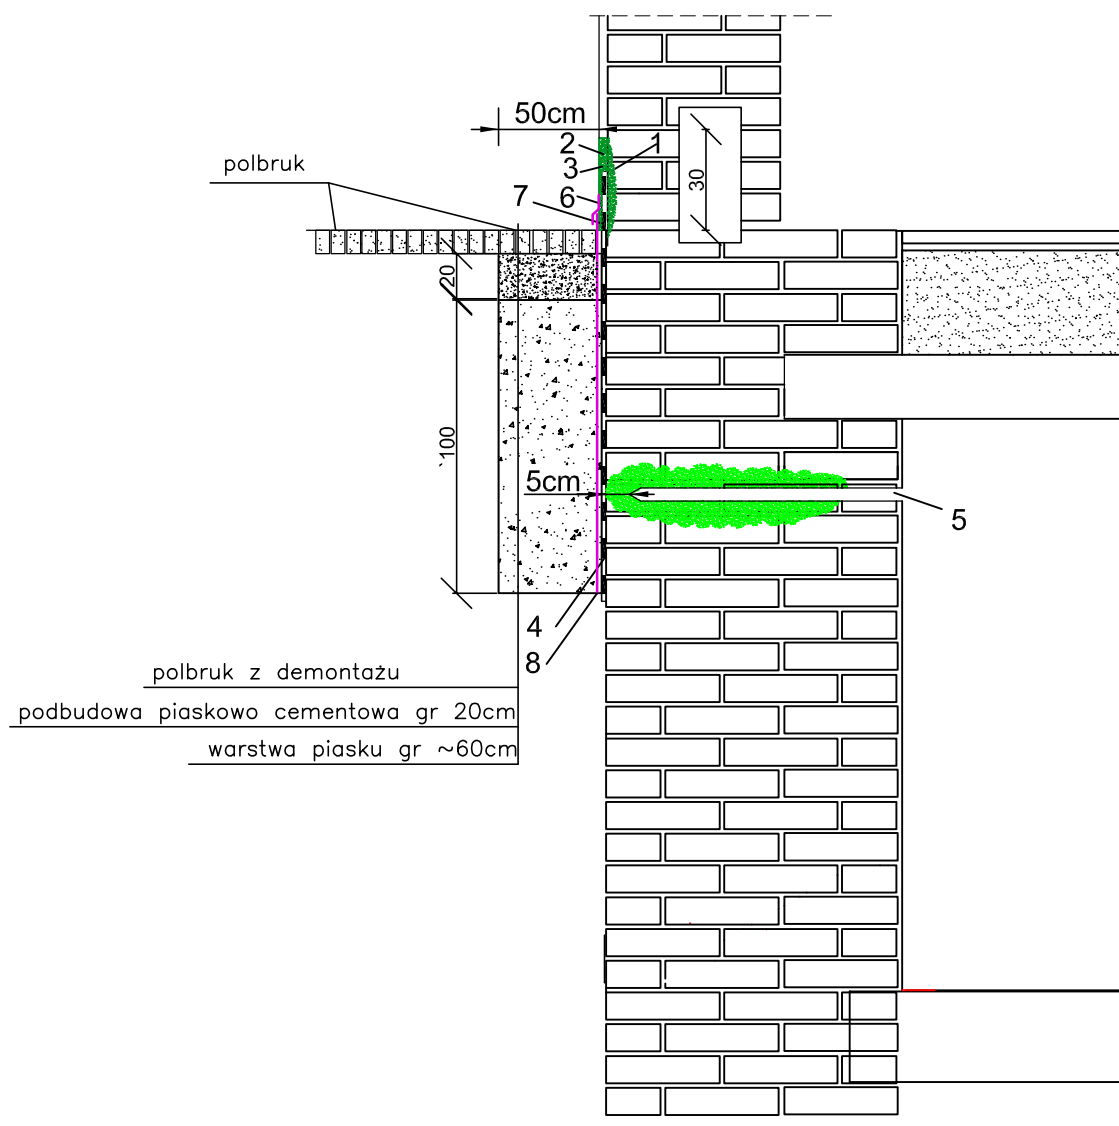 50cm
2
1
3
polbruk
30
7
6
20
`100
5cm
5
4
8
polbruk z demontażu
podbudowa piaskowo cementowa gr 20cm
warstwa piasku gr ~60cm